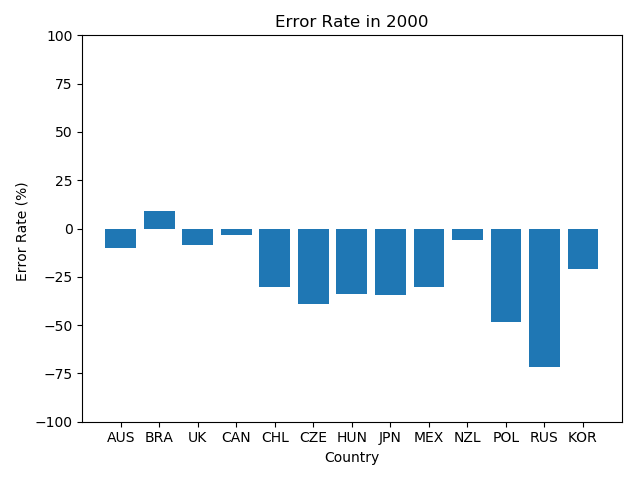 Error Rate in 2000
Error Rate (%)
100
75
50
25
0
−25
−50
−75
−100
AUS BRA UK CAN CHL CZE HUN JPN MEX NZL POL RUS KOR
Country